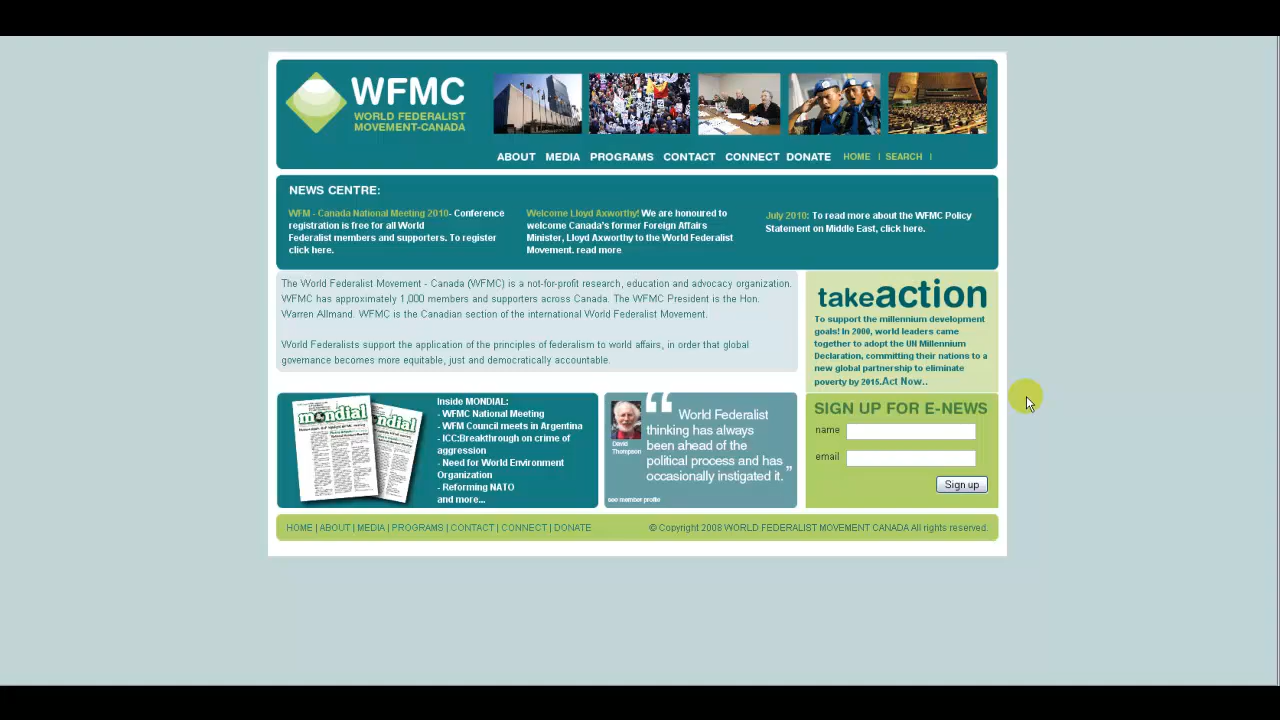 WFMC
WORLD FEDERALIST
MOVEMENT-CANADA
ABOUT MEDIA PROGRAMS CONTACT CONNECT DONATE HOME | SEARCH |
NEWS CENTRE:
WFM - Canada National Meeting 2010- Conference
registration is free for all World
Federalist members and supporters. To register
click here.
Welcome Lloyd Axworthy! We are honoured to
welcome Canada's former Foreign Affairs
Minister, Lloyd Axworthy to the World Federalist
Movement. read more
July 2010: To read more about the WFMC Policy
Statement on Middle East, click here.
The World Federalist Movement - Canada (WFMC) is a not-for-profit research, education and advocacy organization.
WFMC has approximately 1,000 members and supporters across Canada. The WFMC President is the Hon.
Warren Allmand. WFMC is the Canadian section of the international World Federalist Movement.
World Federalists support the application of the principles of federalism to world affairs, in order that global
governance becomes more equitable, just and democratically accountable.
takeaction
To support the millennium development
goals! In 2000, world leaders came
together to adopt the UN Millennium
Declaration, committing their nations to a
new global partnership to eliminate
poverty by 2015.Act Now..
mondial
mondial
Inside MONDIAL:
- WFMC National Meeting
- WFM Council meets in Argentina
- ICC:Breakthrough on crime of
aggression
- Need for World Environment
Organization
- Reforming NATO
and more...
“ World Federalist
thinking has always
been ahead of the
political process and has
occasionally instigated it. ”
David
Thompson
see member profile
SIGN UP FOR E-NEWS
name
email
Sign up
HOME | ABOUT | MEDIA | PROGRAMS | CONTACT | CONNECT | DONATE
© Copyright 2008 WORLD FEDERALIST MOVEMENT CANADA All rights reserved.